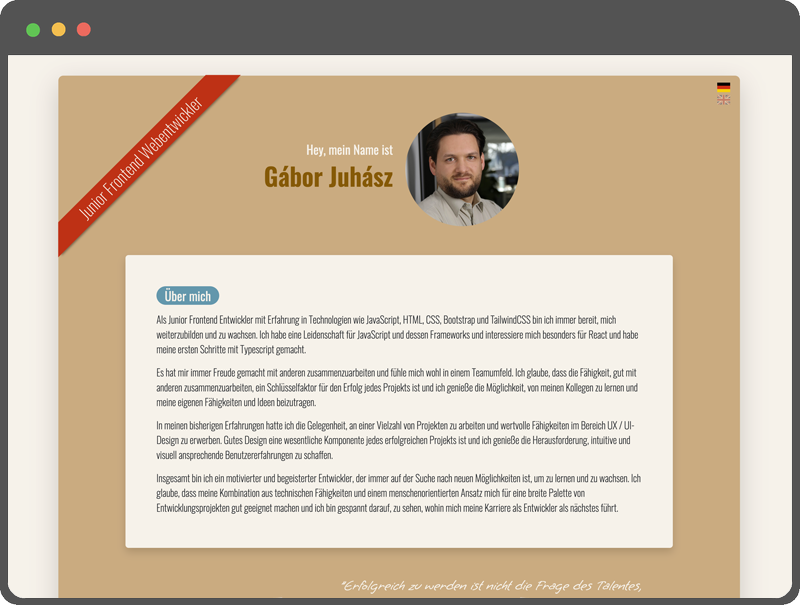 Junior Frontend Webentwickler
Hey, mein Name ist
Gábor Juhász
Über mich
Als Junior Frontend Entwickler mit Erfahrung in Technologien wie JavaScript, HTML, CSS, Bootstrap und TailwindCSS bin ich immer bereit, mich
weiterzubilden und zu wachsen. Ich habe eine Leidenschaft für JavaScript und dessen Frameworks und interessiere mich besonders für React und habe
meine ersten Schritte mit Typescript gemacht.
Es hat mir immer Freude gemacht mit anderen zusammenzuarbeiten und fühle mich wohl in einem Teamumfeld. Ich glaube, dass die Fähigkeit, gut mit
anderen zusammenzuarbeiten, ein Schlüsselfaktor für den Erfolg jedes Projekts ist und ich genieße die Möglichkeit, von meinen Kollegen zu lernen und
meine eigenen Fähigkeiten und Ideen beizutragen.
In meinen bisherigen Erfahrungen hatte ich die Gelegenheit, an einer Vielzahl von Projekten zu arbeiten und wertvolle Fähigkeiten im Bereich UX / UI-
Design zu erwerben. Gutes Design eine wesentliche Komponente jedes erfolgreichen Projekts ist und ich genieße die Herausforderung, intuitive und
visuell ansprechende Benutzererfahrungen zu schaffen.
Insgesamt bin ich ein motivierter und begeisterter Entwickler, der immer auf der Suche nach neuen Möglichkeiten ist, um zu lernen und zu wachsen. Ich
glaube, dass meine Kombination aus technischen Fähigkeiten und einem menschenorientierten Ansatz mich für eine breite Palette von
Entwicklungsprojekten gut geeignet machen und ich bin gespannt darauf, zu sehen, wohin mich meine Karriere als Entwickler als nächstes führt.
"Erfolgreich zu werden ist nicht die Frage des Talentes,